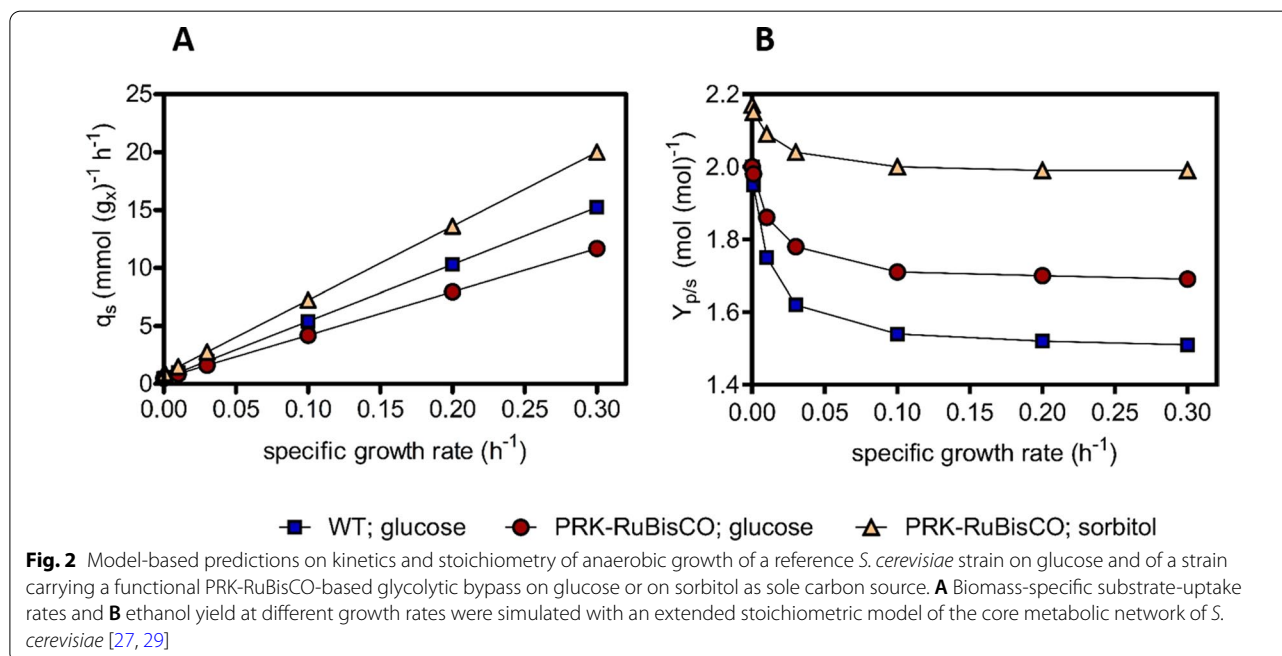 A
B
q_s (mmol (g_x)^-1 h^-1)
25
20
15
10
5
0
0.00 0.05 0.10 0.15 0.20 0.25 0.30
specific growth rate (h^-1)
Y_p/s (mol (mol)^-1)
2.2
2.0
1.8
1.6
1.4
0.00 0.05 0.10 0.15 0.20 0.25 0.30
specific growth rate (h^-1)
WT; glucose PRK-RuBisCO; glucose PRK-RuBisCO; sorbitol
Fig. 2 Model-based predictions on kinetics and stoichiometry of anaerobic growth of a reference S. cerevisiae strain on glucose and of a strain
carrying a functional PRK-RuBisCO-based glycolytic bypass on glucose or on sorbitol as sole carbon source. A Biomass-specific substrate-uptake
rates and B ethanol yield at different growth rates were simulated with an extended stoichiometric model of the core metabolic network of S.
cerevisiae [27, 29]